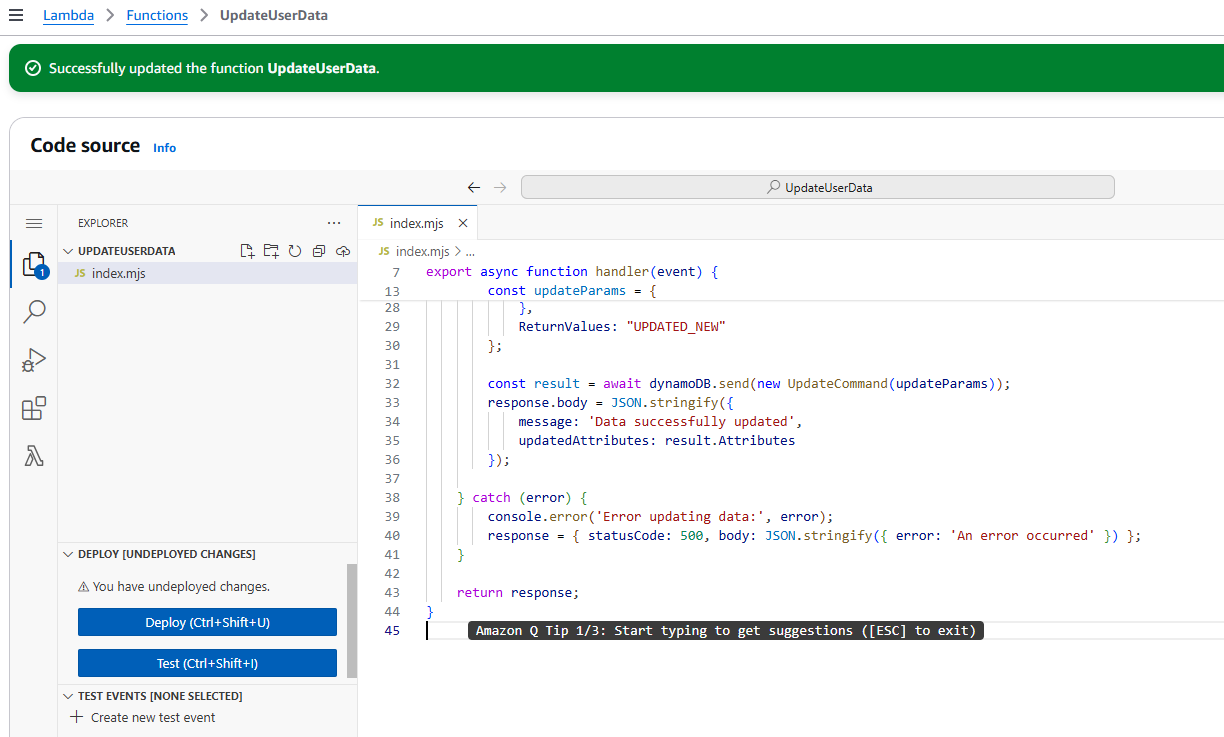 Lambda > Functions > UpdateUserData
Successfully updated the function UpdateUserData.
Code source Info
UpdateUserData
EXPLORER ...
JS index.mjs
UPDATEUSERDATA
JS index.mjs
1
JS index.mjs > ...
7 export async function handler(event) {
13 const updateParams = {
28 },
29 ReturnValues: "UPDATED_NEW"
30 };
31
32 const result = await dynamoDB.send(new UpdateCommand(updateParams));
33 response.body = JSON.stringify({
34 message: 'Data successfully updated',
35 updatedAttributes: result.Attributes
36 });
37
38 } catch (error) {
39 console.error('Error updating data:', error);
40 response = { statusCode: 500, body: JSON.stringify({ error: 'An error occurred' }) };
41 }
42
43 return response;
44 }
45 Amazon Q Tip 1/3: Start typing to get suggestions ([ESC] to exit)
DEPLOY [UNDEPLOYED CHANGES]
You have undeployed changes.
Deploy (Ctrl+Shift+U)
Test (Ctrl+Shift+I)
TEST EVENTS [NONE SELECTED]
Create new test event